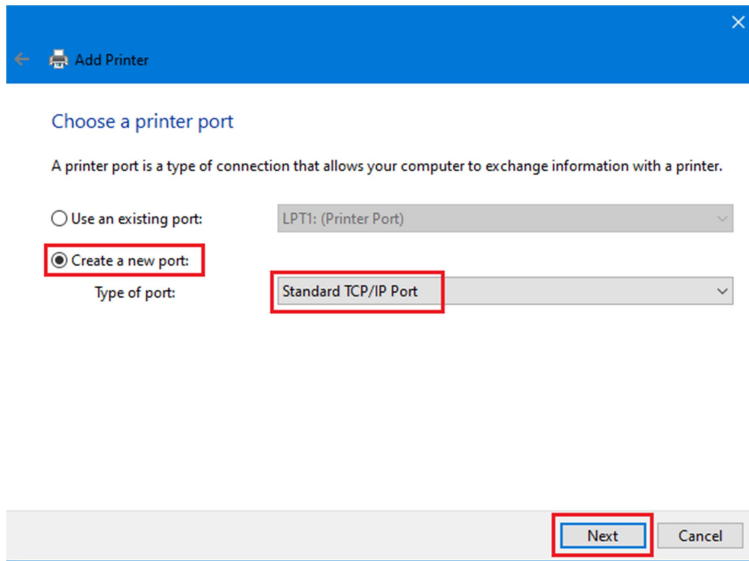 Add Printer
Choose a printer port
A printer port is a type of connection that allows your computer to exchange information with a printer.
Use an existing port: LPT1: (Printer Port)
Create a new port:
Type of port: Standard TCP/IP Port
Next Cancel